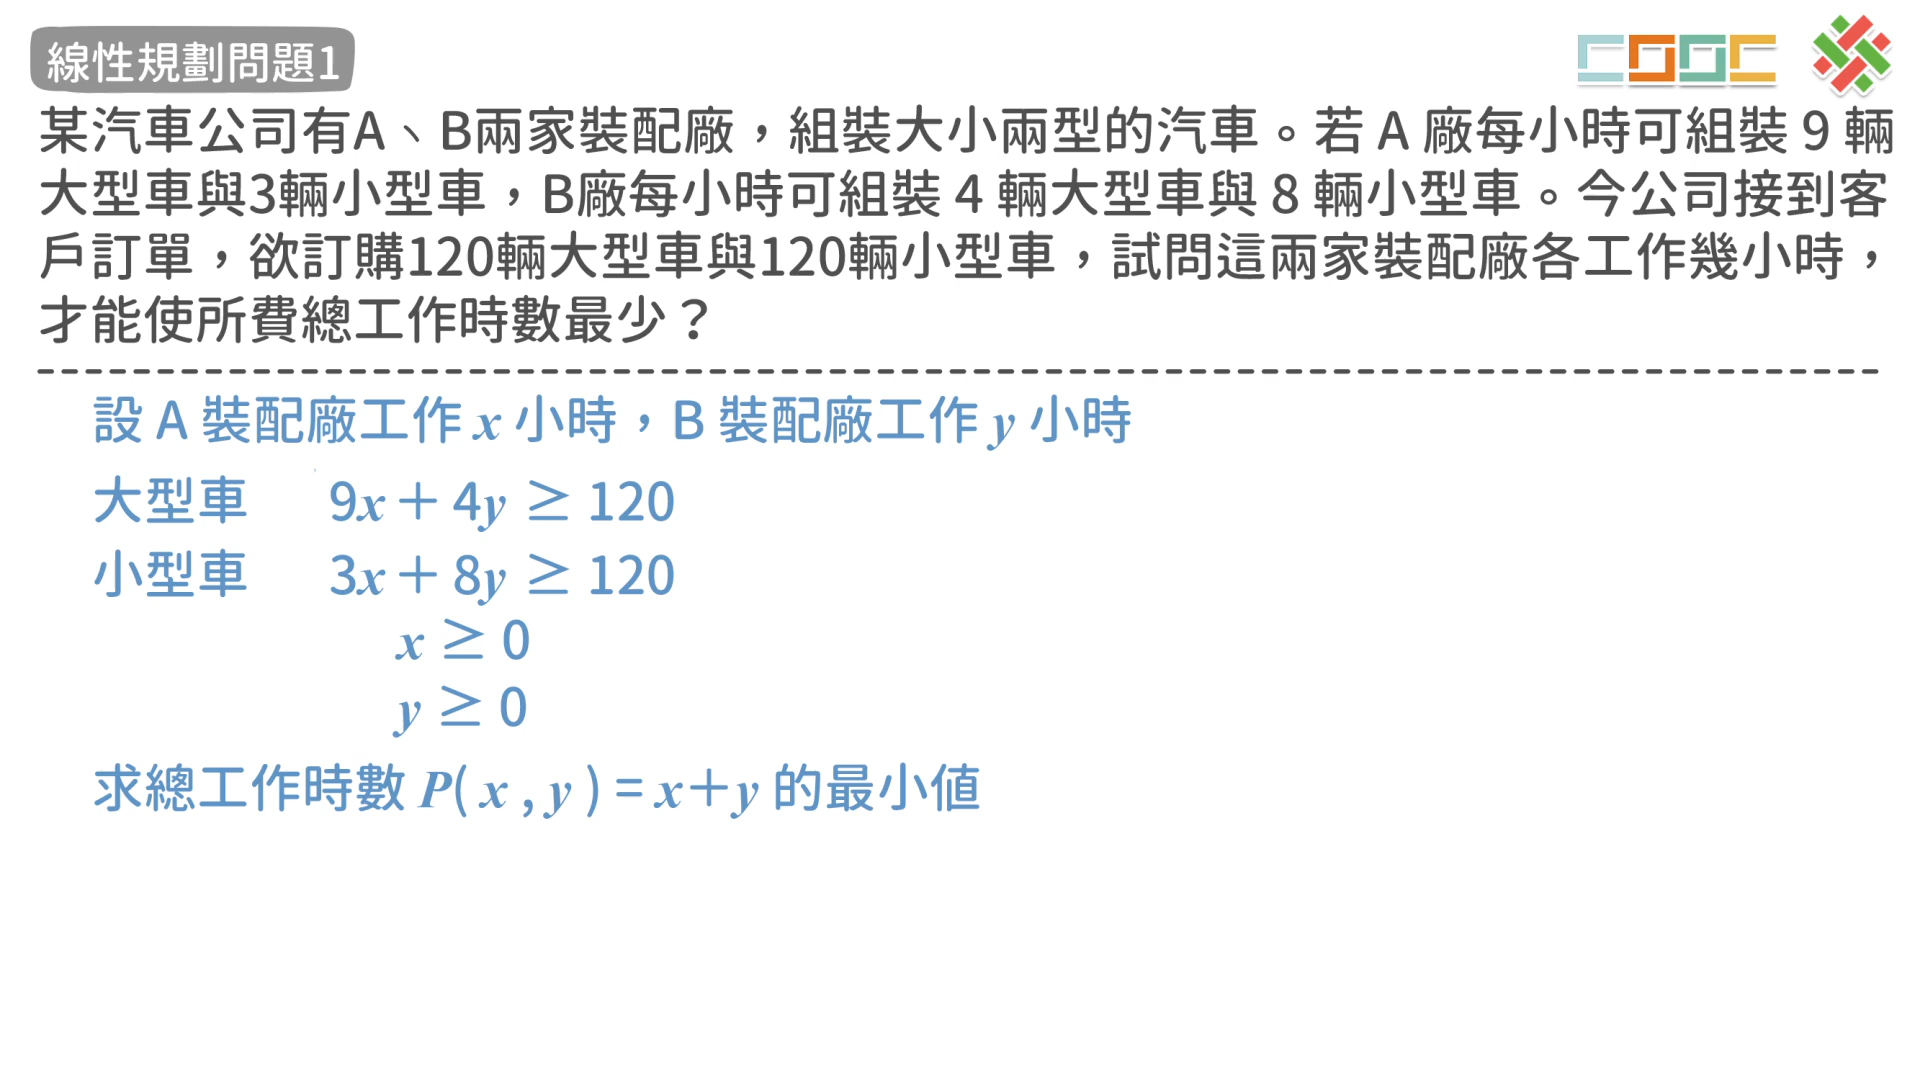 線性規劃問題1
COOC
某汽車公司有A、B兩家裝配廠，組裝大小兩型的汽車。若 A 廠每小時可組裝 9 輛
大型車與3輛小型車，B廠每小時可組裝 4 輛大型車與 8 輛小型車。今公司接到客
戶訂單，欲訂購120輛大型車與120輛小型車，試問這兩家裝配廠各工作幾小時，
才能使所費總工作時數最少？
設 A 裝配廠工作 x 小時，B 裝配廠工作 y 小時
大型車 9x + 4y ≥ 120
小型車 3x + 8y ≥ 120
x ≥ 0
y ≥ 0
求總工作時數 P( x , y ) = x+y 的最小值